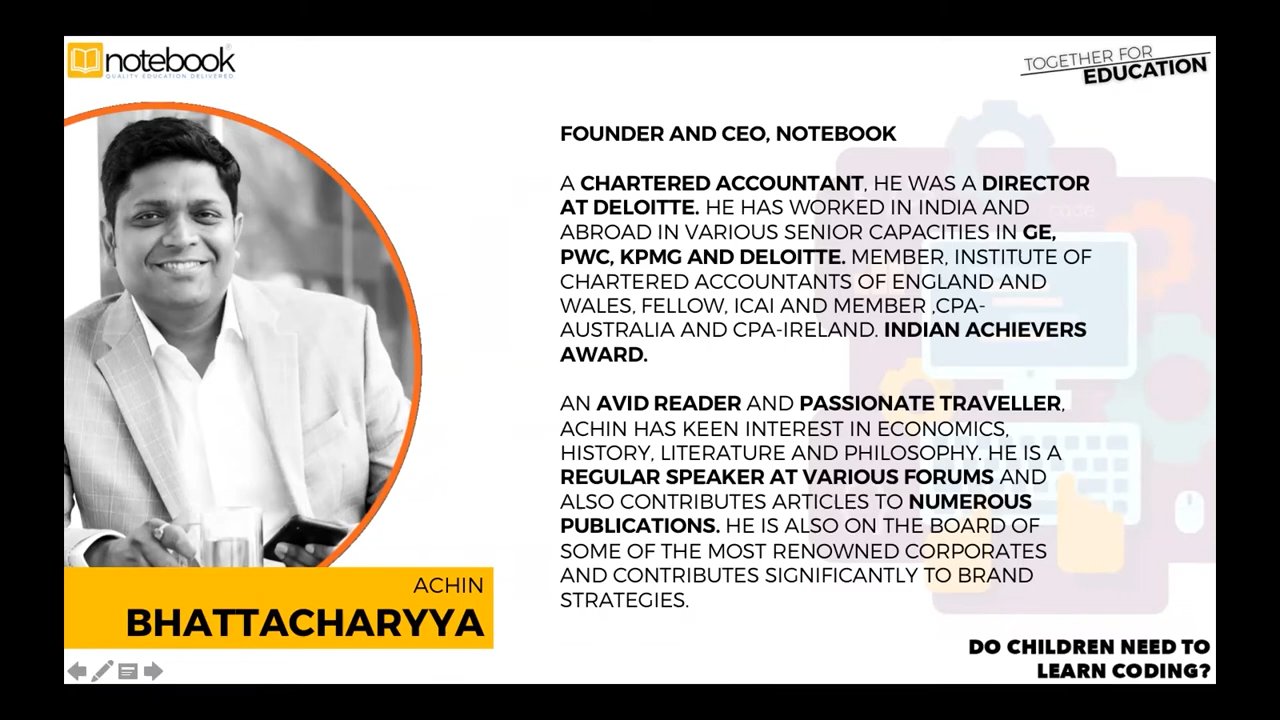 notebook
QUALITY EDUCATION DELIVERED
TOGETHER FOR
EDUCATION
FOUNDER AND CEO, NOTEBOOK
A CHARTERED ACCOUNTANT, HE WAS A DIRECTOR
AT DELOITTE. HE HAS WORKED IN INDIA AND
ABROAD IN VARIOUS SENIOR CAPACITIES IN GE,
PWC, KPMG AND DELOITTE. MEMBER, INSTITUTE OF
CHARTERED ACCOUNTANTS OF ENGLAND AND
WALES, FELLOW, ICAI AND MEMBER ,CPA-
AUSTRALIA AND CPA-IRELAND. INDIAN ACHIEVERS
AWARD.
AN AVID READER AND PASSIONATE TRAVELLER,
ACHIN HAS KEEN INTEREST IN ECONOMICS,
HISTORY, LITERATURE AND PHILOSOPHY. HE IS A
REGULAR SPEAKER AT VARIOUS FORUMS AND
ALSO CONTRIBUTES ARTICLES TO NUMEROUS
PUBLICATIONS. HE IS ALSO ON THE BOARD OF
SOME OF THE MOST RENOWNED CORPORATES
AND CONTRIBUTES SIGNIFICANTLY TO BRAND
STRATEGIES.
ACHIN
BHATTACHARYYA
DO CHILDREN NEED TO
LEARN CODING?